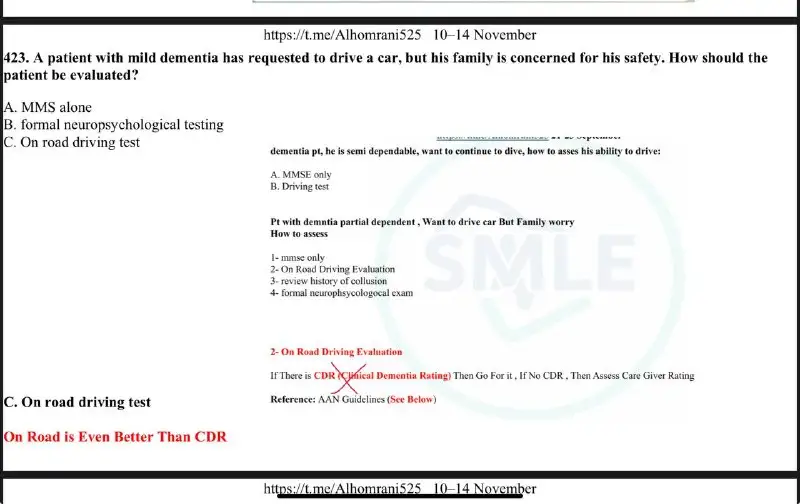 https://t.me/Alhomrani525 10–14 November
423. A patient with mild dementia has requested to drive a car, but his family is concerned for his safety. How should the
patient be evaluated?
A. MMS alone
B. formal neuropsychological testing
C. On road driving test
dementia pt, he is semi dependable, want to continue to dive, how to asses his ability to drive:
A. MMSE only
B. Driving test
Pt with demntia partial dependent , Want to drive car But Family worry
How to assess
1- mmse only
2- On Road Driving Evaluation
3- review history of collusion
4- formal neurophsycologocal exam
SMLE
2- On Road Driving Evaluation
If There is CDR (Clinical Dementia Rating) Then Go For it , If No CDR , Then Assess Care Giver Rating
Reference: AAN Guidelines (See Below)
C. On road driving test
On Road is Even Better Than CDR
https://t.me/Alhomrani525 10–14 November